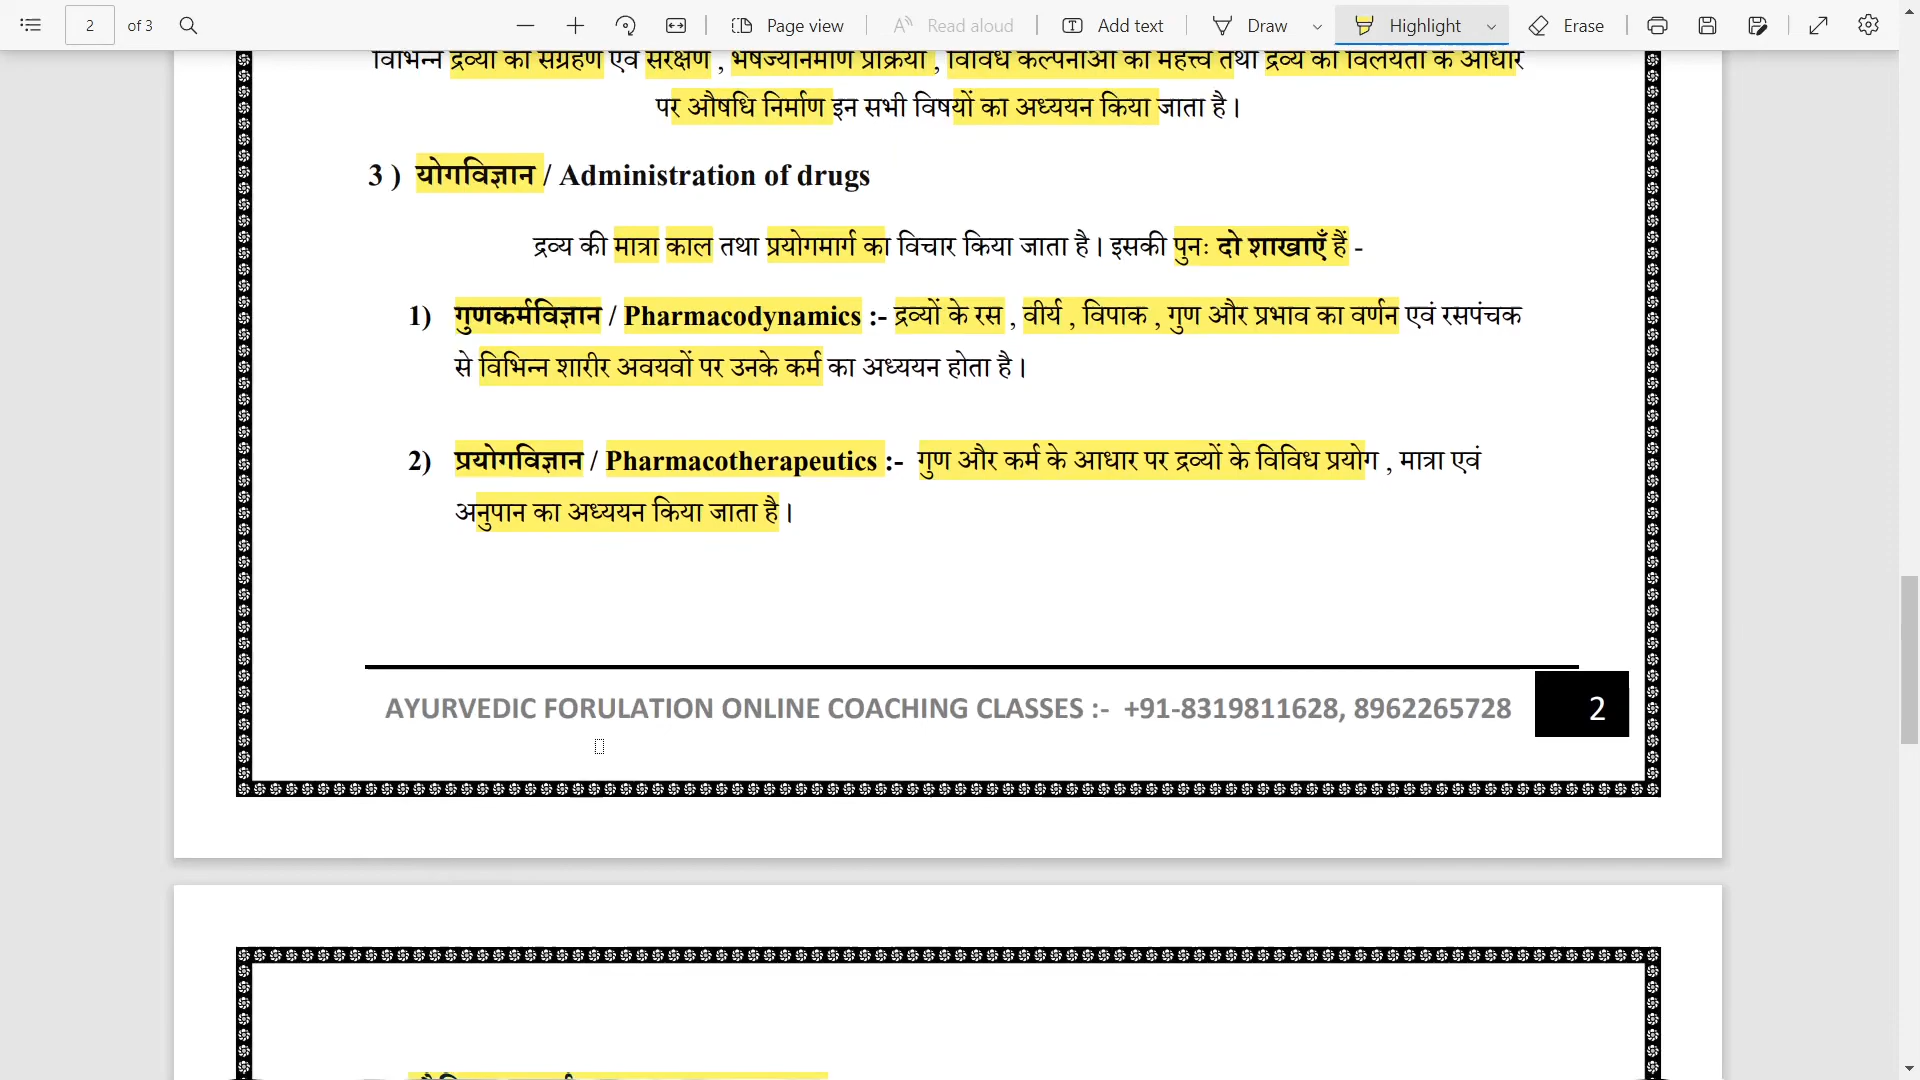 2 of 3 Page view Read aloud Add text Draw Highlight Erase
विभिन्न द्रव्यों का संग्रहण एवं संरक्षण , भैषज्यनिर्माण प्रक्रिया , विविध कल्पनाओं का महत्त्व तथा द्रव्य की विलेयता के आधार
पर औषधि निर्माण इन सभी विषयों का अध्ययन किया जाता है।
3 ) योगविज्ञान / Administration of drugs
द्रव्य की मात्रा काल तथा प्रयोगमार्ग का विचार किया जाता है। इसकी पुनः दो शाखाएँ हैं -
1) गुणकर्मविज्ञान / Pharmacodynamics :- द्रव्यों के रस , वीर्य , विपाक , गुण और प्रभाव का वर्णन एवं रसपंचक
से विभिन्न शारीर अवयवों पर उनके कर्म का अध्ययन होता है।
2) प्रयोगविज्ञान / Pharmacotherapeutics :- गुण और कर्म के आधार पर द्रव्यों के विविध प्रयोग , मात्रा एवं
अनुपान का अध्ययन किया जाता है।
AYURVEDIC FORULATION ONLINE COACHING CLASSES :- +91-8319811628, 8962265728 2